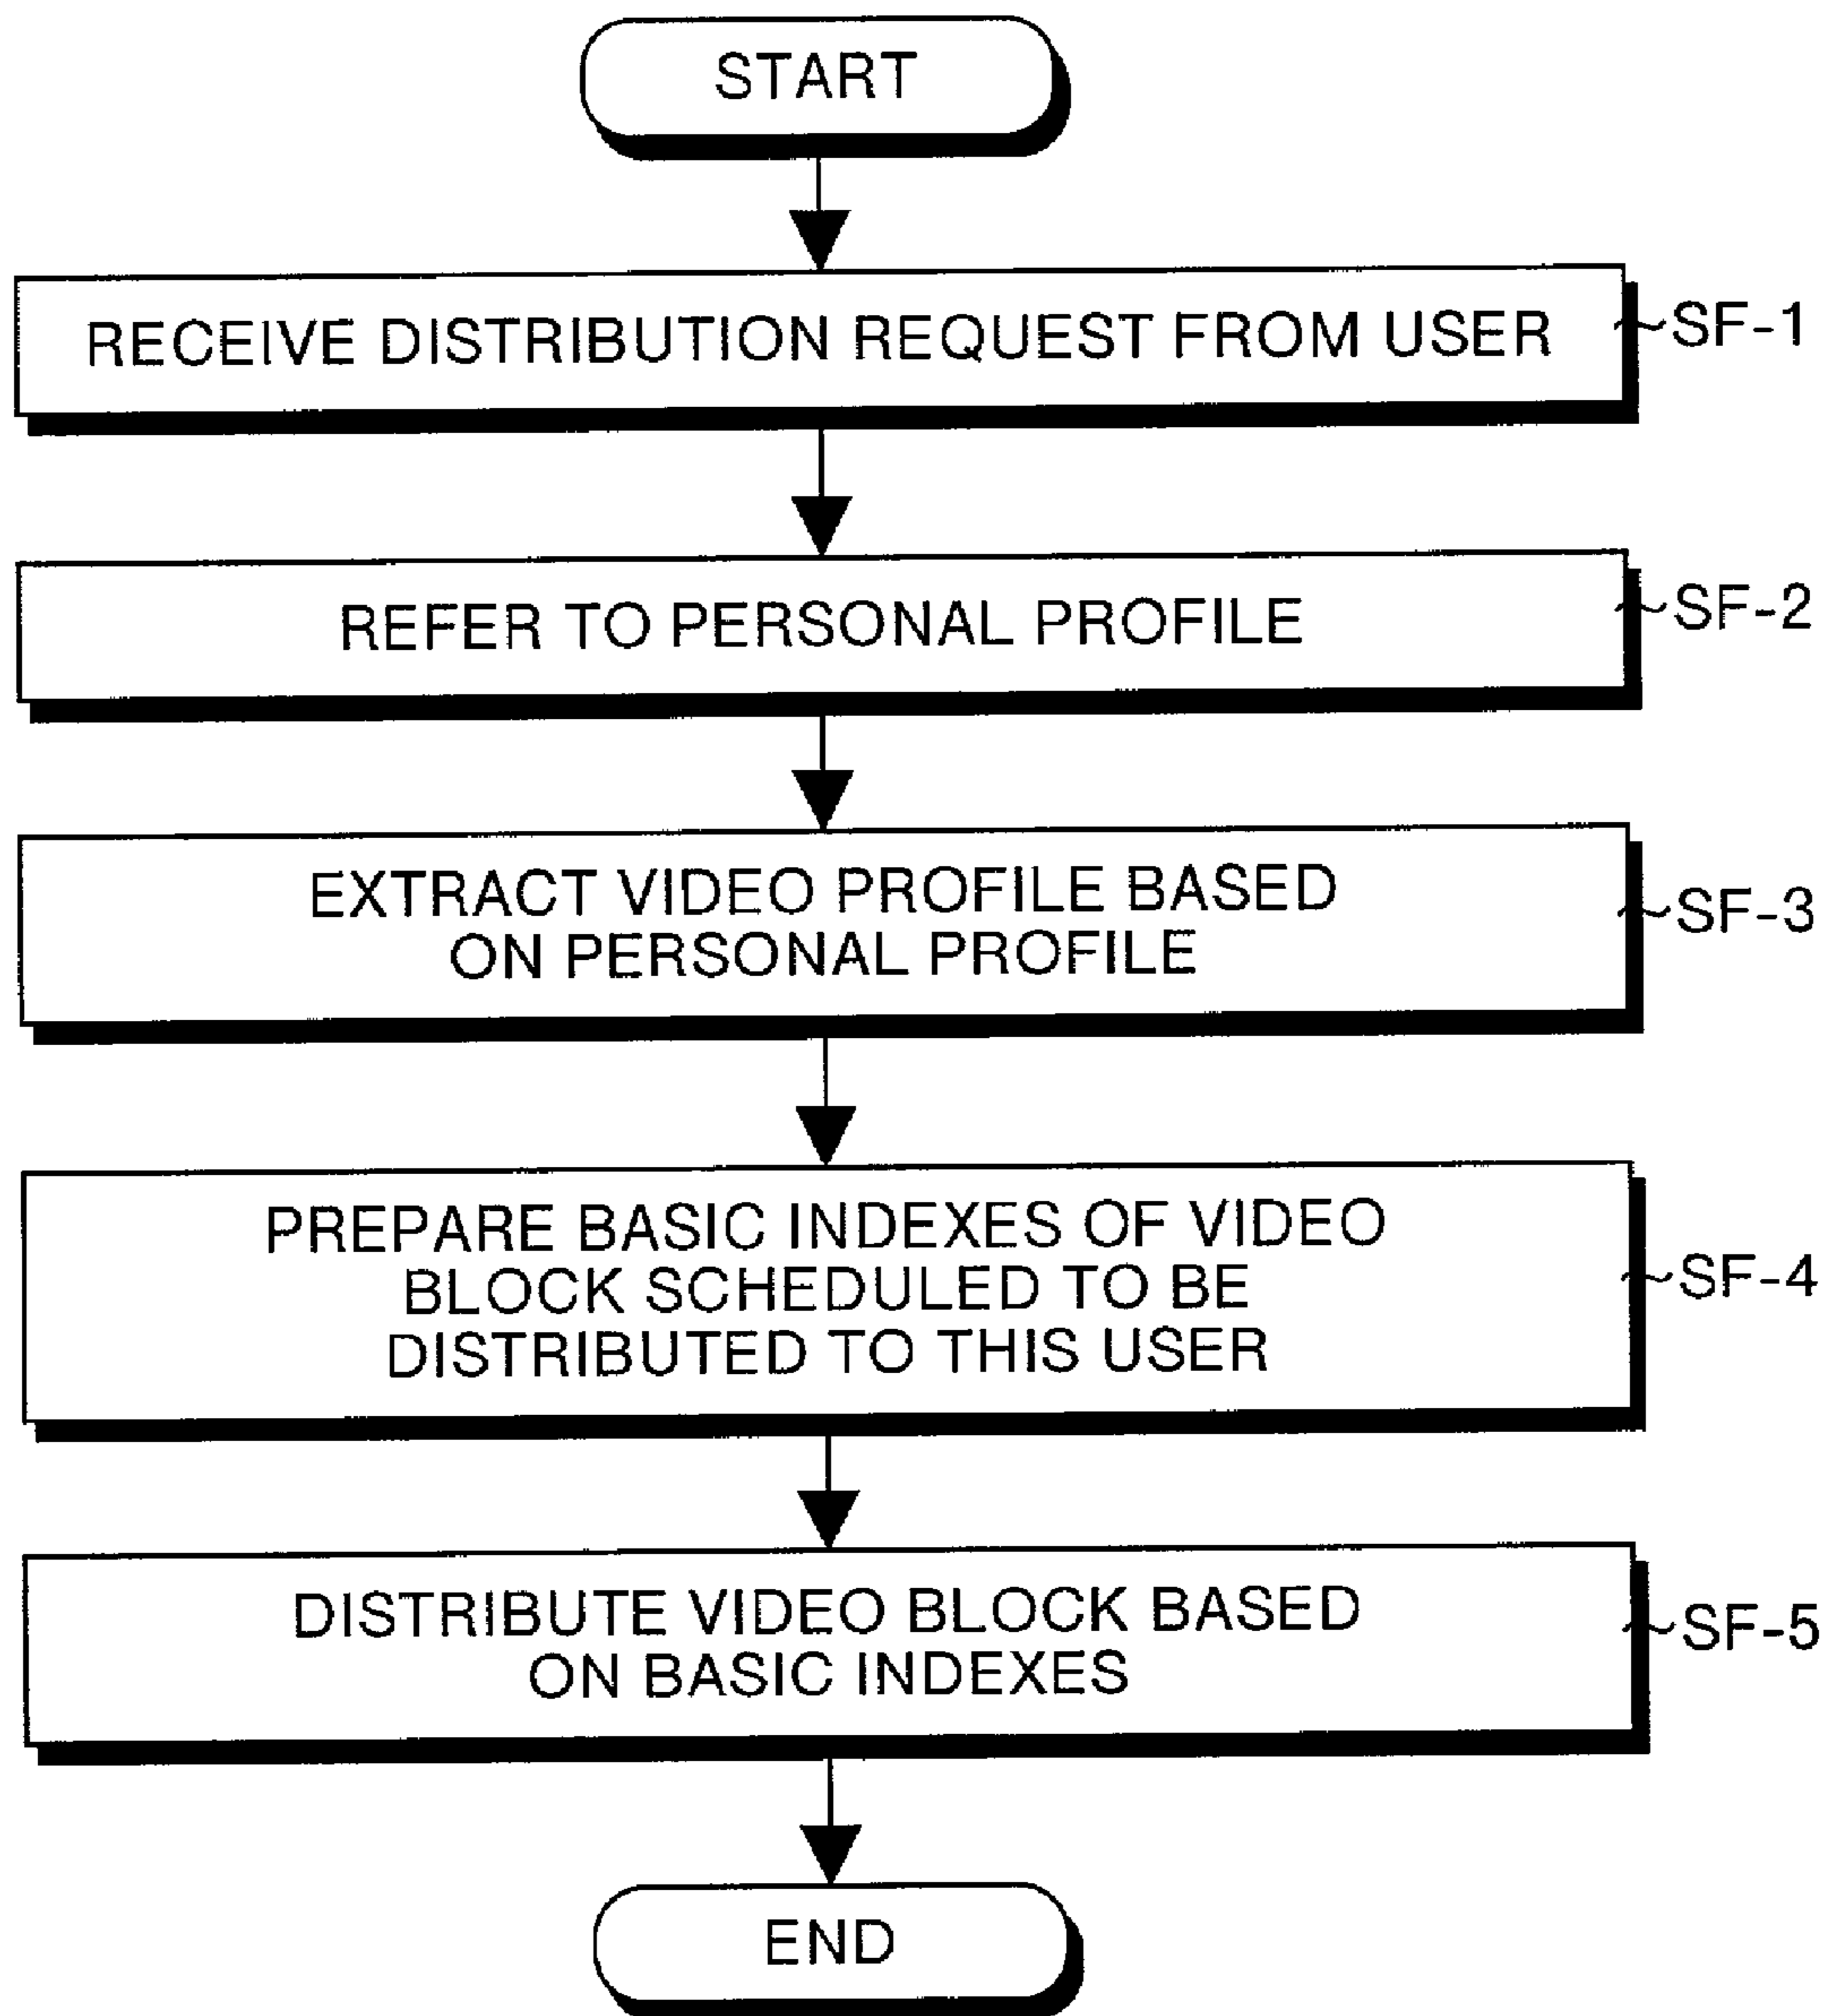 START
RECEIVE DISTRIBUTION REQUEST FROM USER
SF-1
REFER TO PERSONAL PROFILE
SF-2
EXTRACT VIDEO PROFILE BASED
ON PERSONAL PROFILE
SF-3
PREPARE BASIC INDEXES OF VIDEO
BLOCK SCHEDULED TO BE
DISTRIBUTED TO THIS USER
SF-4
DISTRIBUTE VIDEO BLOCK BASED
ON BASIC INDEXES
SF-5
END